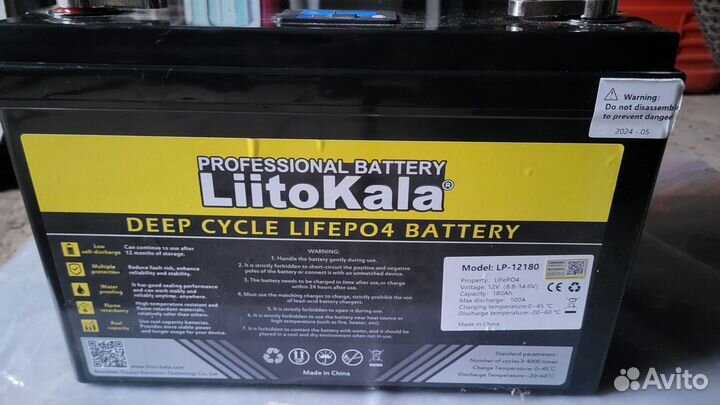 Warning:
Do not disassemble
to prevent danger
2024 - 05
PROFESSIONAL BATTERY
LiitoKala®
DEEP CYCLE LIFEPO4 BATTERY
Low
self-discharge
Can continue to use after
12 months of storage.
Multiple
protection
Reduce fault risk, enhance
reliability and stability.
Water
proofing
It has good sealing performance
and can work stably and
reliably anytime, anywhere.
Flame
retardancy
High temperature resistant and
flame retardant materials,
relatively safer than others.
Real
capacity
Use real capacity batteries.
Provides more stable power
and longer usage for your device.
WARNING:
1. Handle the battery gently during use.
2. It is strictly forbidden to short-circuit the positive and negative
poles of the battery or connect it with an unmatched device.
3. The battery needs to be charged in time after use, or charge
within 24 hours after use.
4. Must use the matching charger to charge, strictly prohibit the use
of lead-acid battery chargers.
5. It is strictly forbidden to open it during use.
6. It is strictly forbidden to use the battery near heat source or
high temperature (such as fire, heater, etc).
7. It is forbidden to contact the battery with water, and it should be
placed in a cool and dry environment when not in use.
Model: LP-12180
Property: LiFePO4
Voltage: 12V (8.8-14.6V)
Capacity: 180Ah
Max discharge: 100A
Charging temperature:0~45 ℃
Discharge temperature:-20~60 ℃
Made in China
CE
www.liito-kala.com
Made in China
Standard parameters:
Number of cycles ≥ 4000 times
Charge Temperature: 0~45℃
Discharge temperature: -20~60℃
Avito